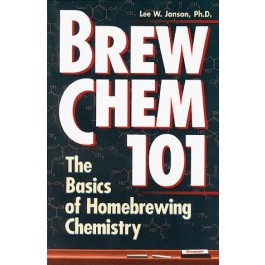 Lee W. Janson, Ph.D.
BREW
CHEM
101
The
Basics
of Homebrewing
Chemistry